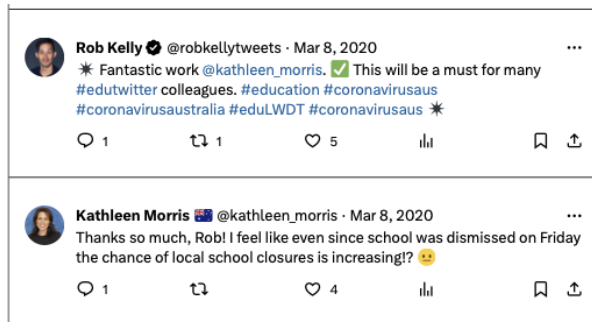 Rob Kelly @robkellytweets · Mar 8, 2020
Fantastic work @kathleen_morris. ✅ This will be a must for many
#edutwitter colleagues. #education #coronavirusaus
#coronavirusaustralia #eduLWDT #coronavirusaus
1 1 5
Kathleen Morris 🇦🇺 @kathleen_morris · Mar 8, 2020
Thanks so much, Rob! I feel like even since school was dismissed on Friday
the chance of local school closures is increasing!? 😐
1 4